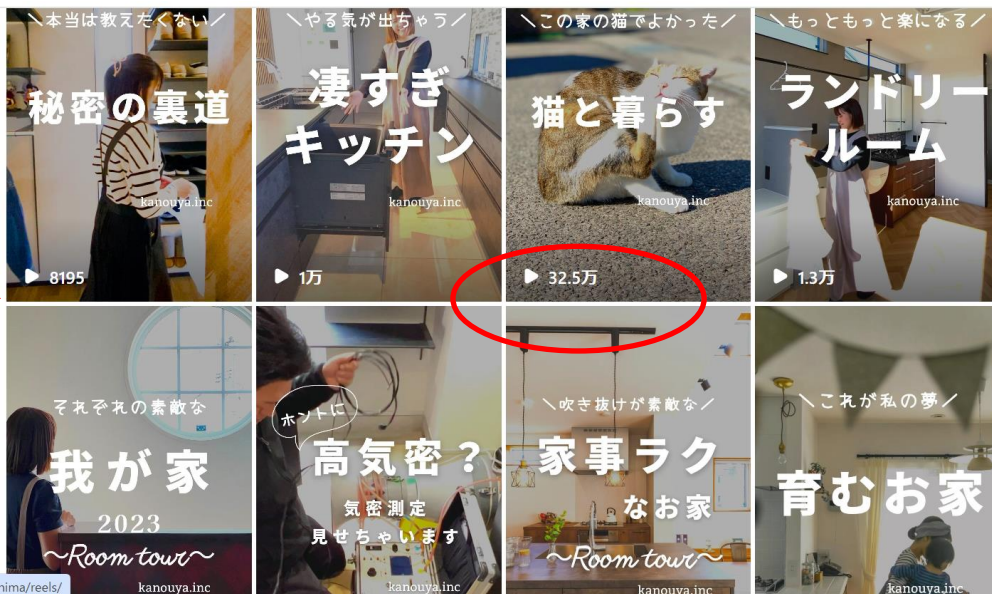 ＼本当は教えたくない／
秘密の裏道
kanouya.inc
8195
＼やる気が出ちゃう／
凄すぎ
キッチン
kanouya.inc
1万
＼この家の猫でよかった／
猫と暮らす
kanouya.inc
32.5万
＼もっともっと楽になる／
ランドリー
ルーム
kanouya.inc
1.3万
それぞれの素敵な
我が家
2023
～Room tour～
kanouya.inc
hima/reels/
ホントに
高気密？
気密測定
見せちゃいます
kanouya.inc
＼吹き抜けが素敵な／
家事ラク
なお家
～Room tour～
kanouya.inc
＼これが私の夢／
育むお家
kanouya.inc